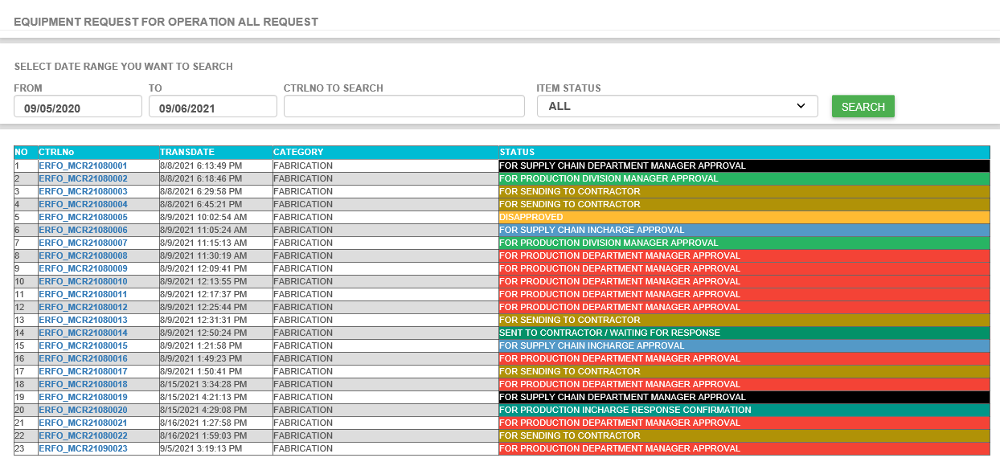 EQUIPMENT REQUEST FOR OPERATION ALL REQUEST
SELECT DATE RANGE YOU WANT TO SEARCH
FROM TO CTRLNO TO SEARCH ITEM STATUS
09/05/2020 09/06/2021 ALL SEARCH
NO CTRLNo TRANSDATE CATEGORY STATUS
1 ERFO_MCR21080001 8/8/2021 6:13:49 PM FABRICATION FOR SUPPLY CHAIN DEPARTMENT MANAGER APPROVAL
2 ERFO_MCR21080002 8/8/2021 6:18:46 PM FABRICATION FOR PRODUCTION DIVISION MANAGER APPROVAL
3 ERFO_MCR21080003 8/8/2021 6:29:58 PM FABRICATION FOR SENDING TO CONTRACTOR
4 ERFO_MCR21080004 8/8/2021 6:45:21 PM FABRICATION FOR SENDING TO CONTRACTOR
5 ERFO_MCR21080005 8/9/2021 10:02:54 AM FABRICATION DISAPPROVED
6 ERFO_MCR21080006 8/9/2021 11:05:24 AM FABRICATION FOR SUPPLY CHAIN INCHARGE APPROVAL
7 ERFO_MCR21080007 8/9/2021 11:15:13 AM FABRICATION FOR PRODUCTION DIVISION MANAGER APPROVAL
8 ERFO_MCR21080008 8/9/2021 11:30:19 AM FABRICATION FOR PRODUCTION DEPARTMENT MANAGER APPROVAL
9 ERFO_MCR21080009 8/9/2021 12:09:41 PM FABRICATION FOR PRODUCTION DEPARTMENT MANAGER APPROVAL
10 ERFO_MCR21080010 8/9/2021 12:13:55 PM FABRICATION FOR PRODUCTION DEPARTMENT MANAGER APPROVAL
11 ERFO_MCR21080011 8/9/2021 12:17:37 PM FABRICATION FOR PRODUCTION DEPARTMENT MANAGER APPROVAL
12 ERFO_MCR21080012 8/9/2021 12:25:44 PM FABRICATION FOR PRODUCTION DEPARTMENT MANAGER APPROVAL
13 ERFO_MCR21080013 8/9/2021 12:31:31 PM FABRICATION FOR SENDING TO CONTRACTOR
14 ERFO_MCR21080014 8/9/2021 12:50:24 PM FABRICATION SENT TO CONTRACTOR / WAITING FOR RESPONSE
15 ERFO_MCR21080015 8/9/2021 1:21:58 PM FABRICATION FOR SUPPLY CHAIN INCHARGE APPROVAL
16 ERFO_MCR21080016 8/9/2021 1:49:23 PM FABRICATION FOR PRODUCTION DEPARTMENT MANAGER APPROVAL
17 ERFO_MCR21080017 8/9/2021 1:50:41 PM FABRICATION FOR SENDING TO CONTRACTOR
18 ERFO_MCR21080018 8/15/2021 3:34:28 PM FABRICATION FOR PRODUCTION DEPARTMENT MANAGER APPROVAL
19 ERFO_MCR21080019 8/15/2021 4:21:13 PM FABRICATION FOR SUPPLY CHAIN DEPARTMENT MANAGER APPROVAL
20 ERFO_MCR21080020 8/15/2021 4:29:08 PM FABRICATION FOR PRODUCTION INCHARGE RESPONSE CONFIRMATION
21 ERFO_MCR21080021 8/16/2021 1:27:58 PM FABRICATION FOR PRODUCTION DEPARTMENT MANAGER APPROVAL
22 ERFO_MCR21080022 8/16/2021 1:59:03 PM FABRICATION FOR SENDING TO CONTRACTOR
23 ERFO_MCR21090023 9/5/2021 3:19:13 PM FABRICATION FOR PRODUCTION DEPARTMENT MANAGER APPROVAL